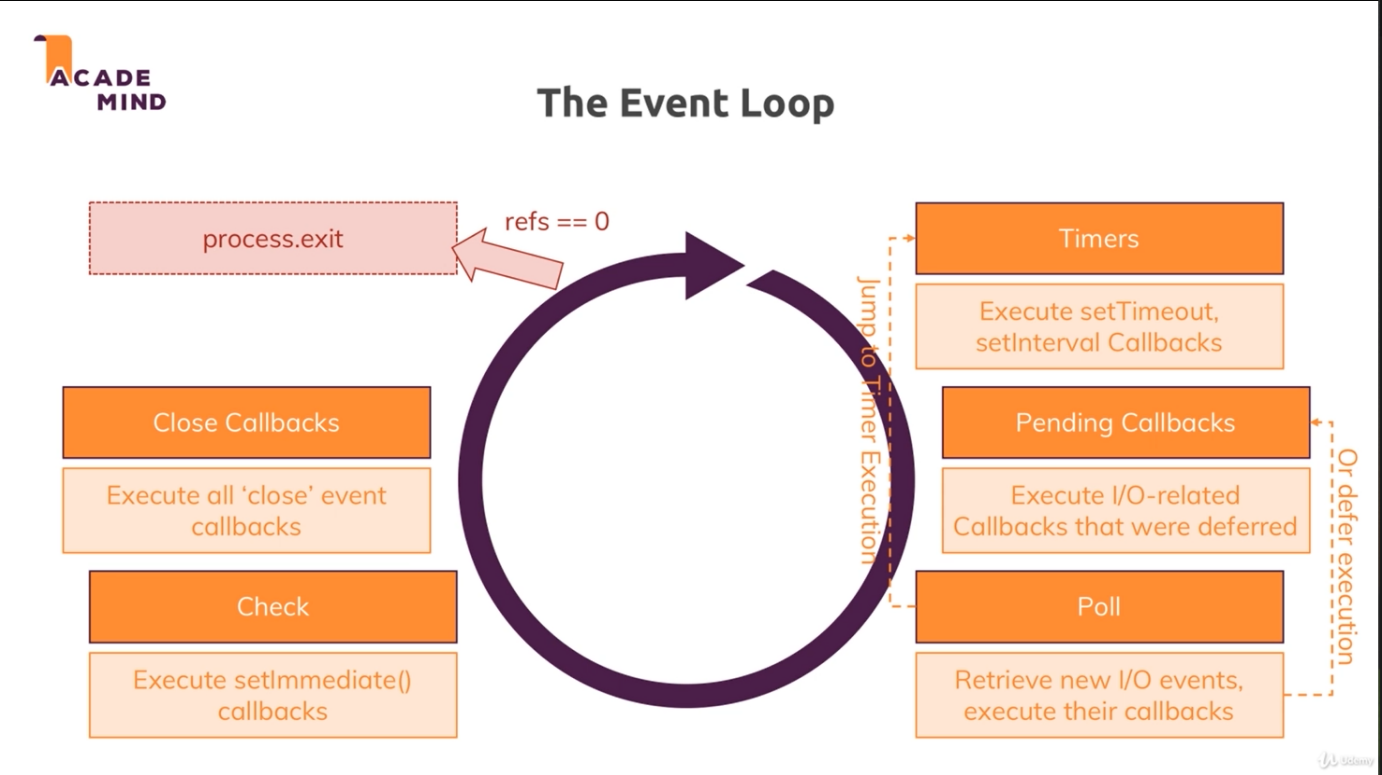 ACADE
MIND
The Event Loop
process.exit
refs == 0
Timers
Execute setTimeout,
setInterval Callbacks
Jump to Timer Execution
Close Callbacks
Execute all ‘close’ event
callbacks
Pending Callbacks
Execute I/O-related
Callbacks that were deferred
Or defer execution
Check
Execute setImmediate()
callbacks
Poll
Retrieve new I/O events,
execute their callbacks
Udemy